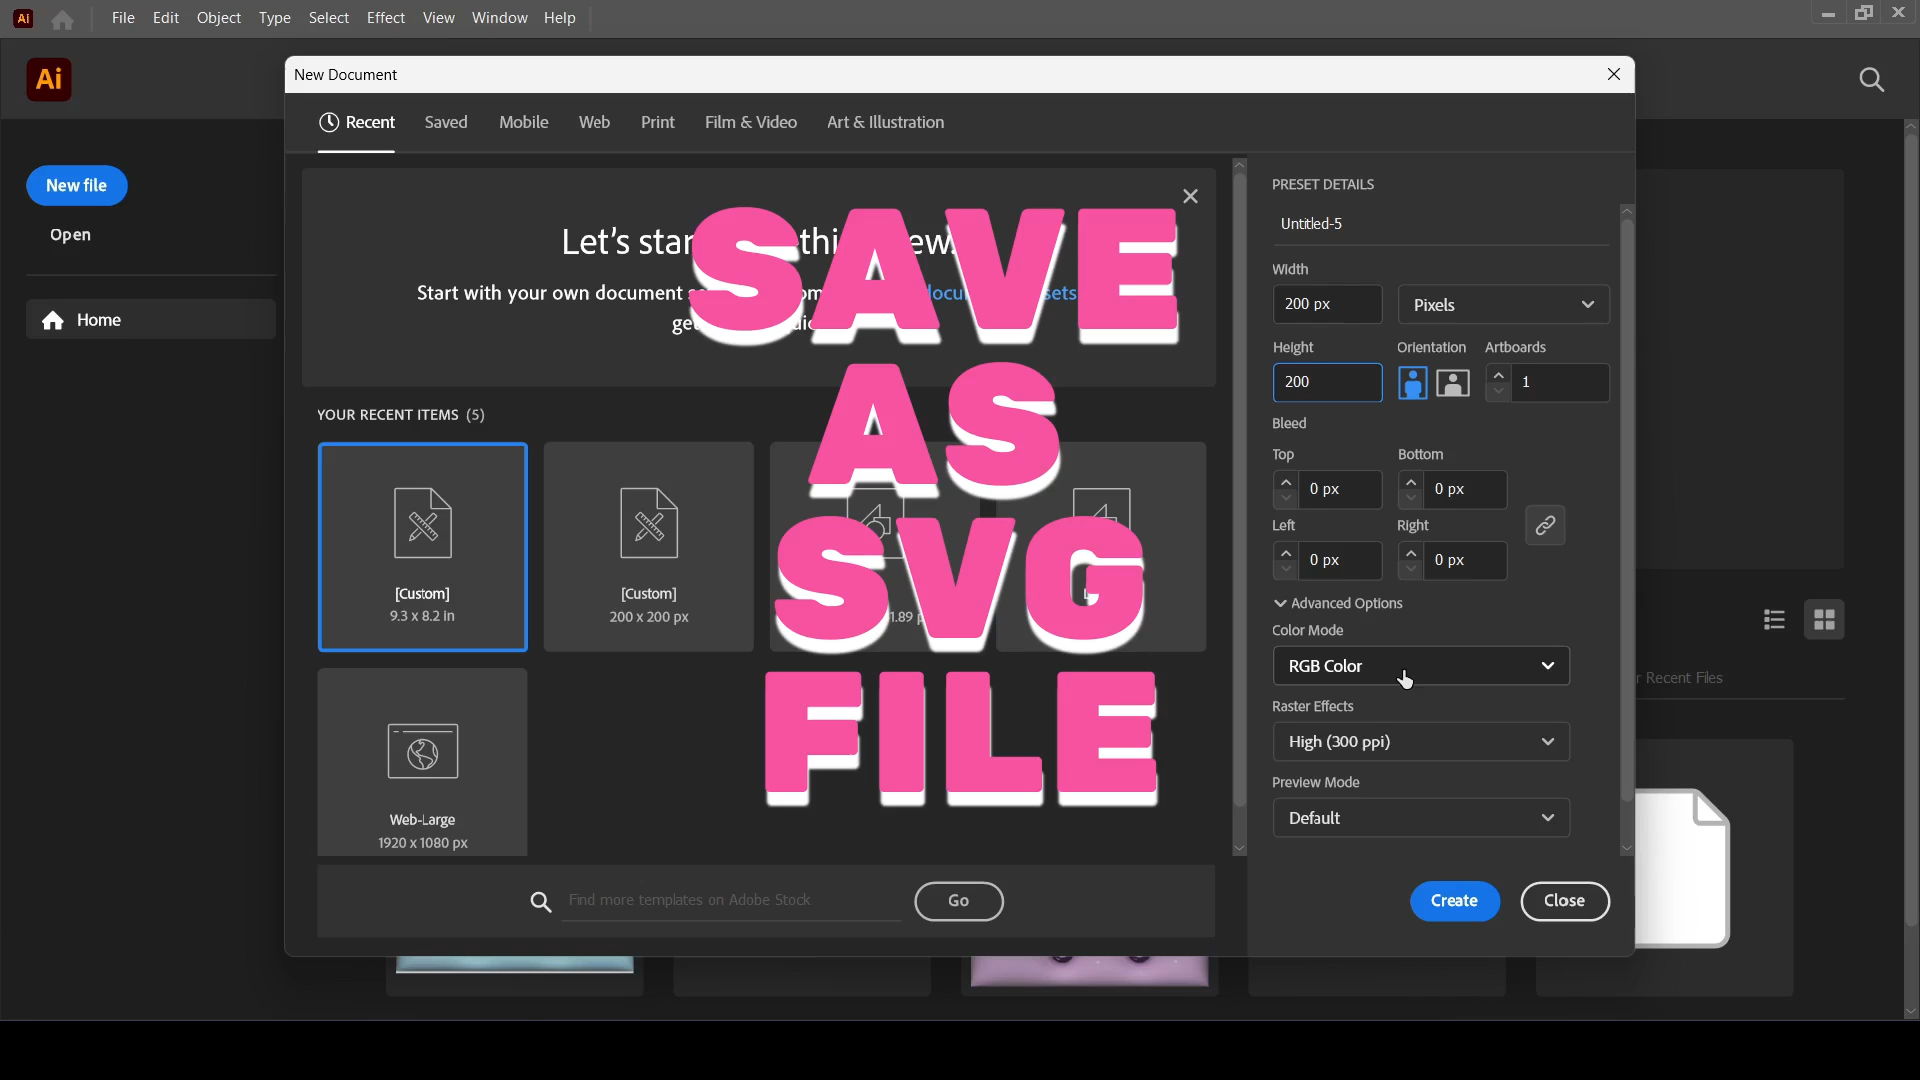 Ai File Edit Object Type Select Effect View Window Help
Ai
New Document
Recent Saved Mobile Web Print Film & Video Art & Illustration
New file
Open
Home
Let's
Start with your own document
YOUR RECENT ITEMS (5)
[Custom]
9.3 x 8.2 in
[Custom]
200 x 200 px
Web-Large
1920 x 1080 px
Find more templates on Adobe Stock
Go
SAVE
AS
SVG
FILE
PRESET DETAILS
Untitled-5
Width
200 px Pixels
Height Orientation Artboards
200 1
Bleed
Top Bottom
0 px 0 px
Left Right
0 px 0 px
Advanced Options
Color Mode
RGB Color
Raster Effects
High (300 ppi)
Preview Mode
Default
Create Close
Recent Files